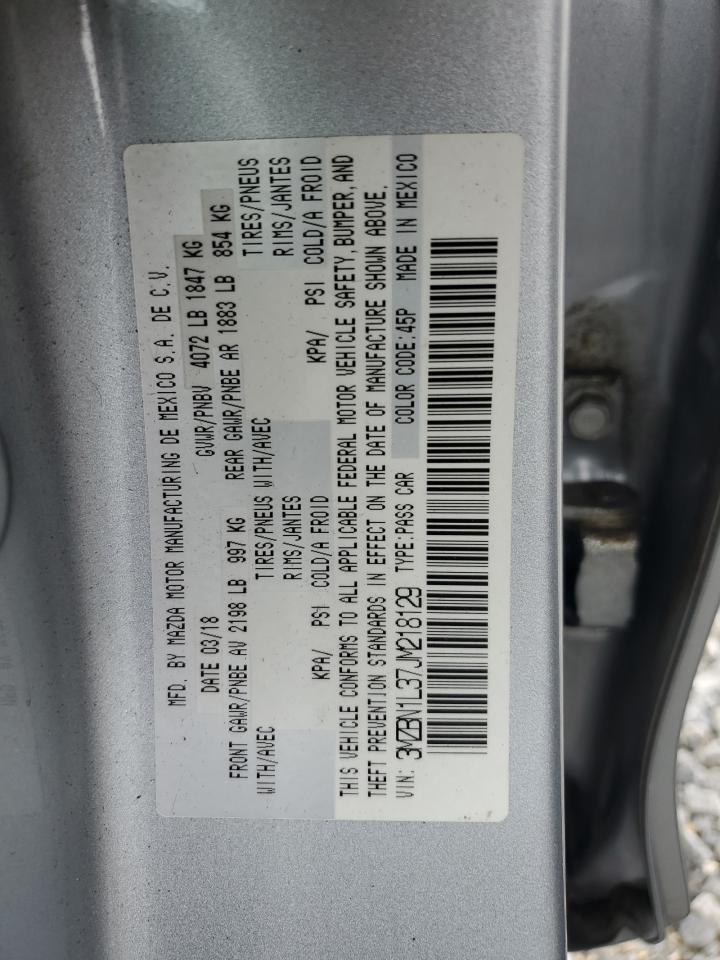 MFD. BY MAZDA MOTOR MANUFACTURING DE MEXICO S.A. DE C.V.
DATE 03/18 GVWR/PNBV 4072 LB 1847 KG
FRONT GAWR/PNBE.AV 2198 LB 997 KG REAR GAWR/PNBE AR 1883 LB 854 KG
WITH/AVEC TIRES/PNEUS WITH/AVEC TIRES/PNEUS
RIMS/JANTES RIMS/JANTES
KPA/ PSI COLD/A FROID KPA/ PSI COLD/A FROID
THIS VEHICLE CONFORMS TO ALL APPLICABLE FEDERAL MOTOR VEHICLE SAFETY, BUMPER, AND
THEFT PREVENTION STANDARDS IN EFFECT ON THE DATE OF MANUFACTURE SHOWN ABOVE.
VIN: 3MZBN1L37JM218129 TYPE:PASS CAR COLOR CODE:45P MADE IN MEXICO